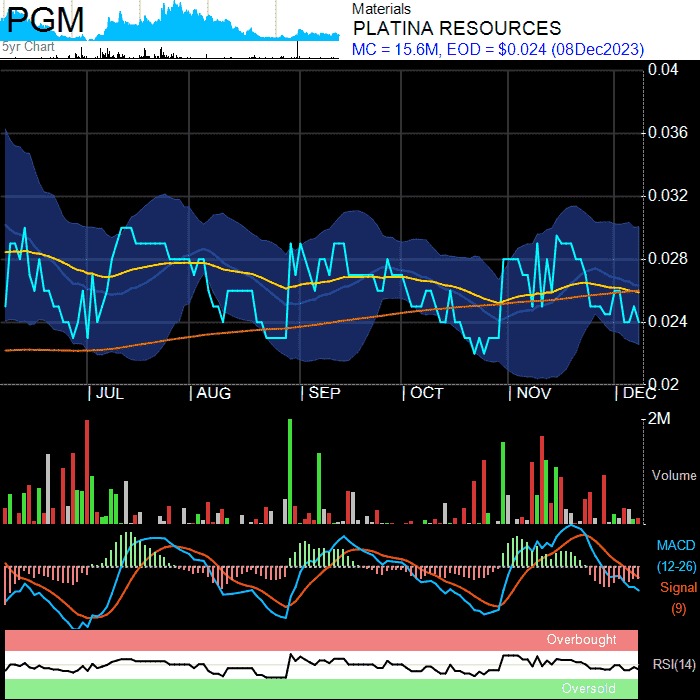 PGM
5yr Chart
Materials
PLATINA RESOURCES
MC = 15.6M, EOD = $0.024 (08Dec2023)
0.04
0.036
0.032
0.028
0.024
0.02
JUL AUG SEP OCT NOV DEC
2M
Volume
MACD
(12-26)
Signal
(9)
Overbought
RSI(14)
Oversold